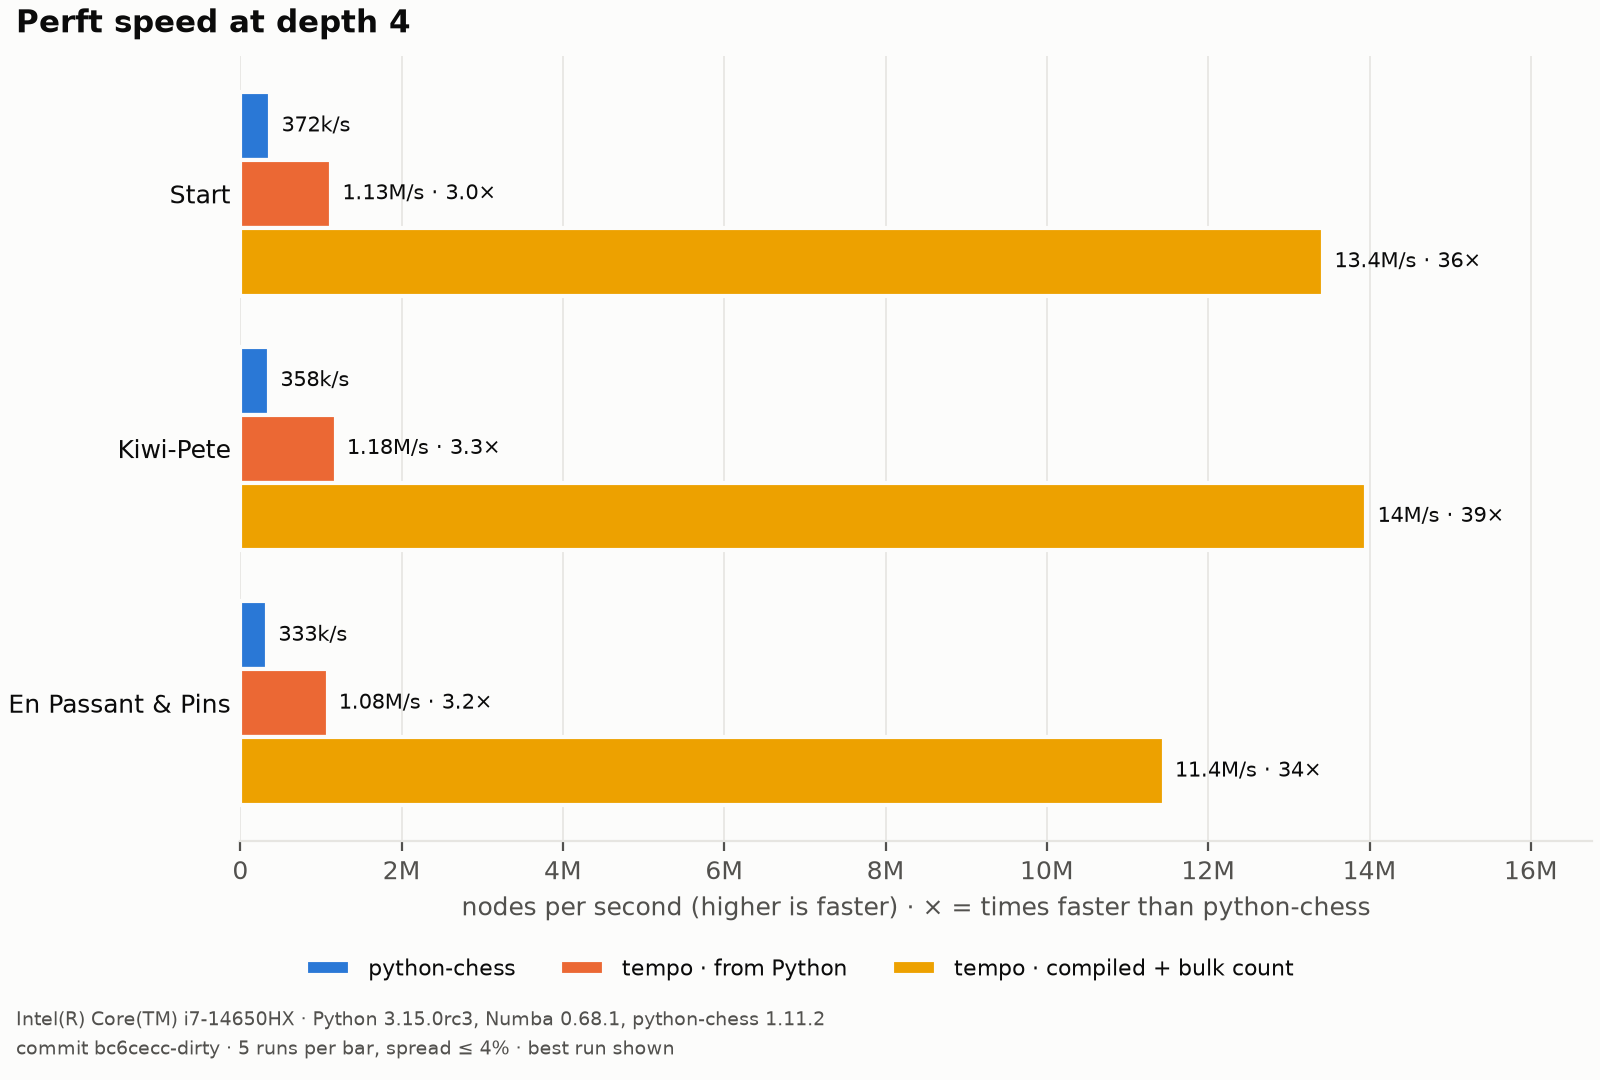 Perft speed at depth 4
372k/s
Start
1.13M/s · 3.0×
13.4M/s · 36×
358k/s
Kiwi-Pete
1.18M/s · 3.3×
14M/s · 39×
333k/s
En Passant & Pins
1.08M/s · 3.2×
11.4M/s · 34×
0 2M 4M 6M 8M 10M 12M 14M 16M
nodes per second (higher is faster) · × = times faster than python-chess
python-chess tempo · from Python tempo · compiled + bulk count
Intel(R) Core(TM) i7-14650HX · Python 3.15.0rc3, Numba 0.68.1, python-chess 1.11.2
commit bc6cecc-dirty · 5 runs per bar, spread ≤ 4% · best run shown